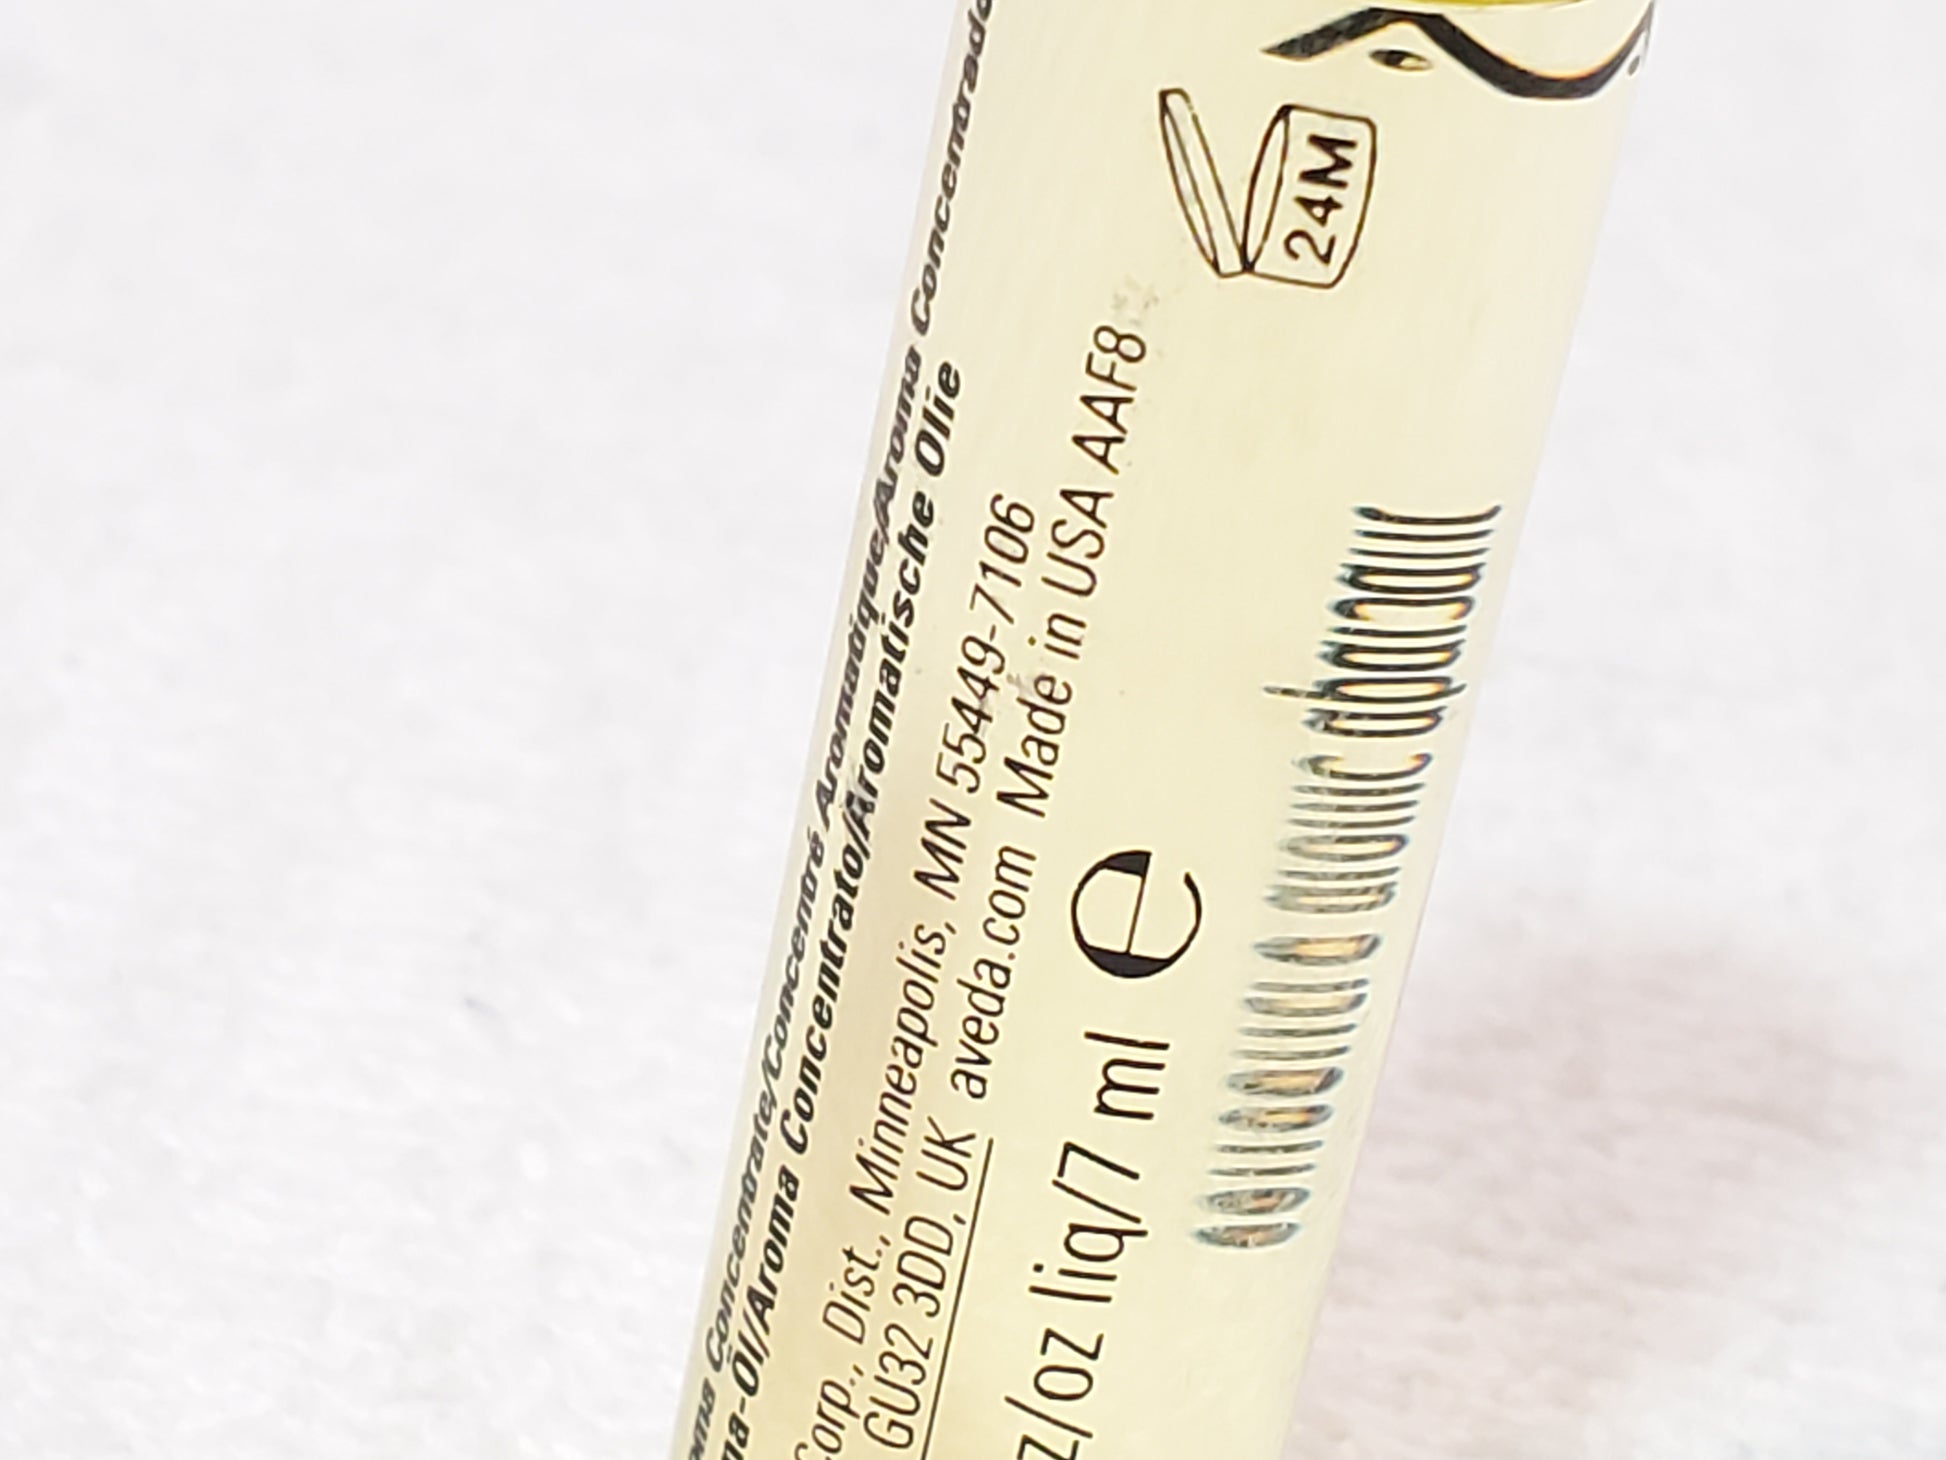 Concentrate/Concentré Aromatique/Aroma Concentrado
-Öl/Aroma Concentrato/Aromatische Olie
Corp., Dist., Minneapolis, MN 55449-7106
GU32 3DD, UK aveda.com Made in USA AAF8
/oz liq/7 ml e
24M